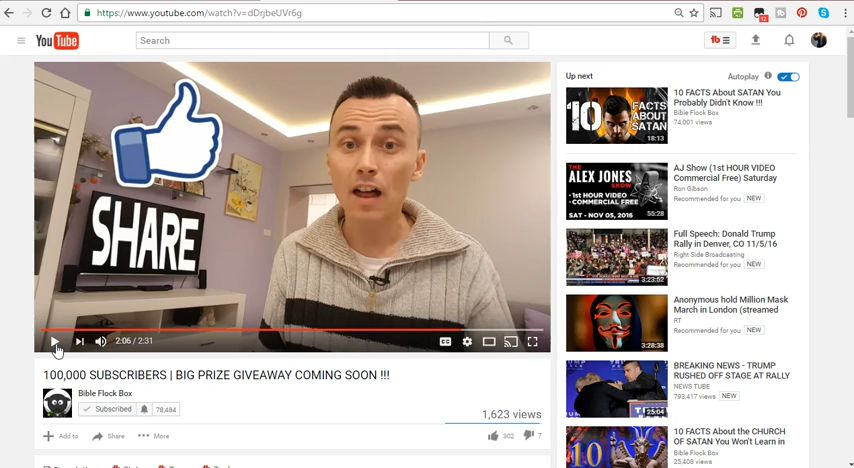 https://www.youtube.com/watch?v=dDrjbeUVr6g
12
YouTube
Search
SHARE
2:06 / 2:31
CC
100,000 SUBSCRIBERS | BIG PRIZE GIVEAWAY COMING SOON !!!
Bible Flock Box
Subscribed
78,484
1,623 views
Add to
Share
More
302
7
Up next
Autoplay
10 FACTS ABOUT SATAN
18:13
10 FACTS About SATAN You
Probably Didn't Know !!!
Bible Flock Box
74,001 views
THE
ALEX JONES
SHOW
• 1ST HOUR VIDEO
• COMMERCIAL FREE
SAT - NOV 05, 2016
55:28
AJ Show (1st HOUR VIDEO
Commercial Free) Saturday
Ron Gibson
Recommended for you NEW
3:23:52
Full Speech: Donald Trump
Rally in Denver, CO 11/5/16
Right Side Broadcasting
Recommended for you NEW
3:28:38
Anonymous hold Million Mask
March in London (streamed
RT
Recommended for you NEW
25:04
BREAKING NEWS - TRUMP
RUSHED OFF STAGE AT RALLY
NEWS TUBE
793,417 views NEW
10
10 FACTS About the CHURCH
OF SATAN You Won't Learn in
Bible Flock Box
25,408 views